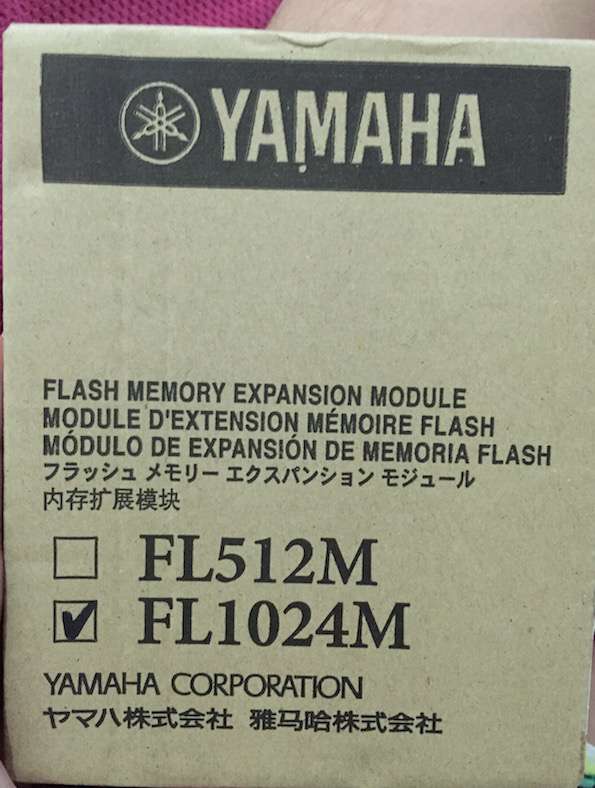 YAMAHA
FLASH MEMORY EXPANSION MODULE
MODULE D'EXTENSION MÉMOIRE FLASH
MÓDULO DE EXPANSIÓN DE MEMORIA FLASH
フラッシュ メモリー エクスパンション モジュール
内存扩展模块
FL512M
FL1024M
YAMAHA CORPORATION
ヤマハ株式会社 雅马哈株式会社